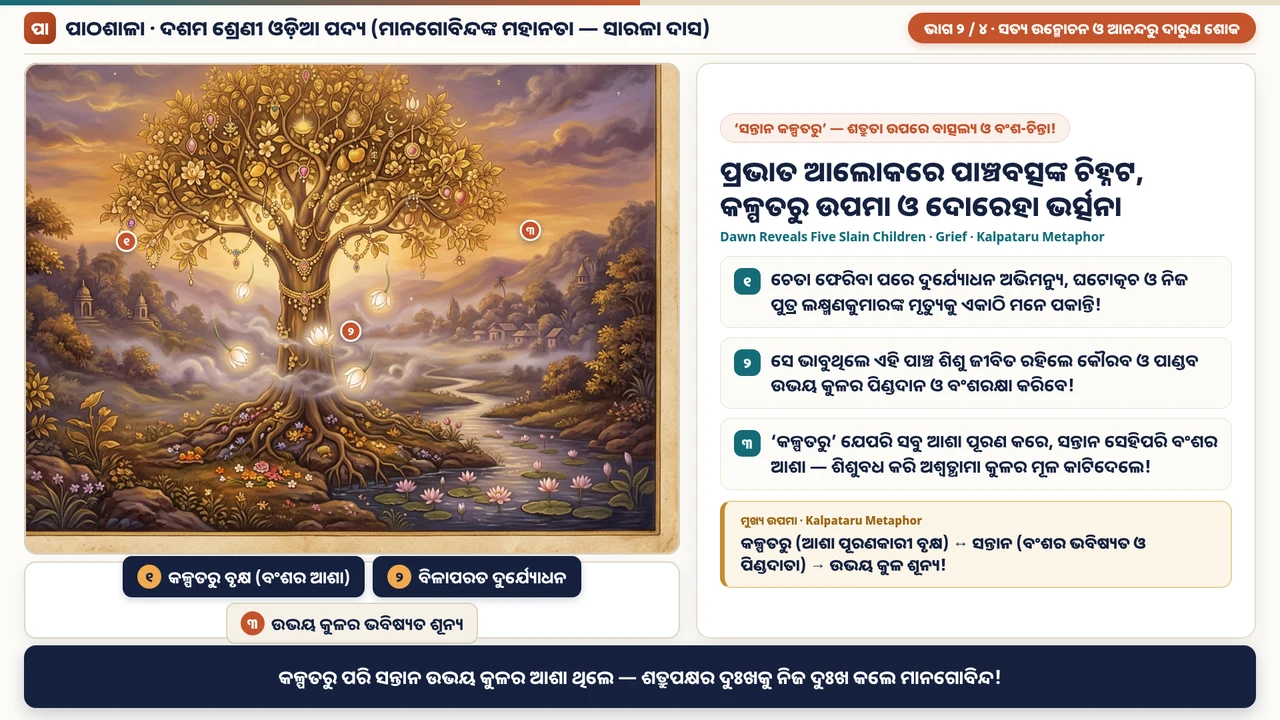 ପା
ପାଠଶାଳା · ଦଶମ ଶ୍ରେଣୀ ଓଡ଼ିଆ ପଦ୍ୟ (ମାନଗୋବିନ୍ଦଙ୍କ ମହାନତା — ସାରଳା ଦାସ)
ଭାଗ ୨ / ୪ · ସତ୍ୟ ଉନ୍ମୋଚନ ଓ ଆନନ୍ଦରୁ ଦାରୁଣ ଶୋକ
୧
୩
୨
୧ କଳ୍ପତରୁ ବୃକ୍ଷ (ବଂଶର ଆଶା)
୨ ବିଳାପରତ ଦୁର୍ଯ୍ୟୋଧନ
୩ ଉଭୟ କୁଳର ଭବିଷ୍ୟତ ଶୂନ୍ୟ
‘ସନ୍ତାନ କଳ୍ପତରୁ’ — ଶତ୍ରୁତା ଉପରେ ବାତ୍ସଲ୍ୟ ଓ ବଂଶ-ଚିନ୍ତା!
ପ୍ରଭାତ ଆଲୋକରେ ପାଞ୍ଚବତ୍ସଙ୍କ ଚିହ୍ନଟ,
କଳ୍ପତରୁ ଉପମା ଓ ଦୋରେହା ଭର୍ତ୍ସନା
Dawn Reveals Five Slain Children · Grief · Kalpataru Metaphor
୧ ଚେତା ଫେରିବା ପରେ ଦୁର୍ଯ୍ୟୋଧନ ଅଭିମନ୍ୟୁ, ଘଟୋତ୍କଚ ଓ ନିଜ
ପୁତ୍ର ଲକ୍ଷ୍ମଣକୁମାରଙ୍କ ମୃତ୍ୟୁକୁ ଏକାଠି ମନେ ପକାନ୍ତି!
୨ ସେ ଭାବୁଥିଲେ ଏହି ପାଞ୍ଚ ଶିଶୁ ଜୀବିତ ରହିଲେ କୌରବ ଓ ପାଣ୍ଡବ
ଉଭୟ କୁଳର ପିଣ୍ଡଦାନ ଓ ବଂଶରକ୍ଷା କରିବେ!
୩ ‘କଳ୍ପତରୁ’ ଯେପରି ସବୁ ଆଶା ପୂରଣ କରେ, ସନ୍ତାନ ସେହିପରି ବଂଶର
ଆଶା — ଶିଶୁବଧ କରି ଅଶ୍ୱତ୍ଥାମା କୁଳର ମୂଳ କାଟିଦେଲେ!
ମୁଖ୍ୟ ଉପମା · Kalpataru Metaphor
କଳ୍ପତରୁ (ଆଶା ପୂରଣକାରୀ ବୃକ୍ଷ) ↔ ସନ୍ତାନ (ବଂଶର ଭବିଷ୍ୟତ ଓ
ପିଣ୍ଡଦାତା) → ଉଭୟ କୁଳ ଶୂନ୍ୟ!
କଳ୍ପତରୁ ପରି ସନ୍ତାନ ଉଭୟ କୁଳର ଆଶା ଥିଲେ — ଶତ୍ରୁପକ୍ଷର ଦୁଃଖକୁ ନିଜ ଦୁଃଖ କଲେ ମାନଗୋବିନ୍ଦ!